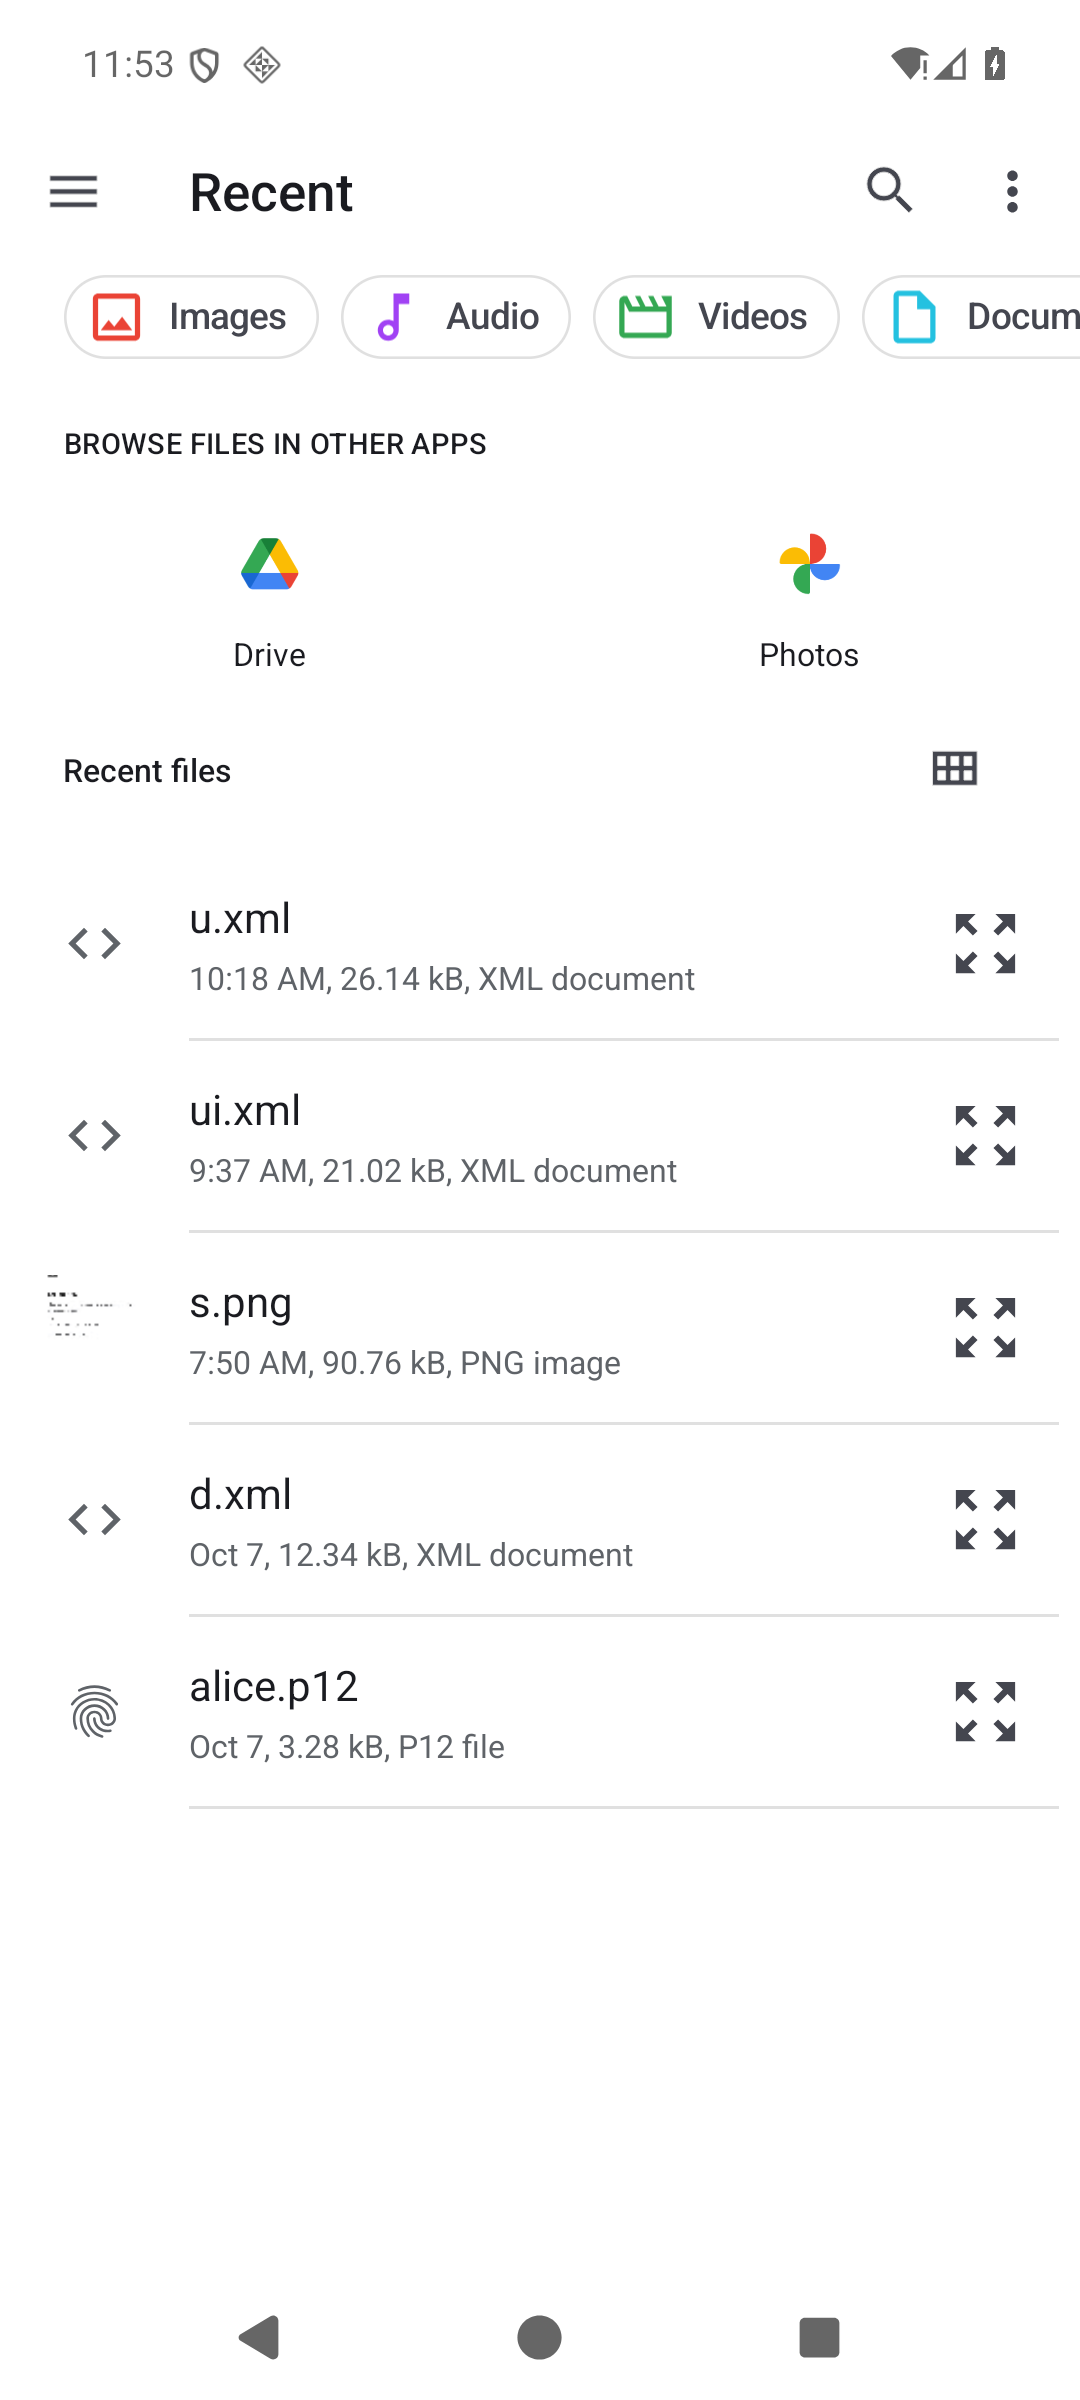 11:53
Recent
Images
Audio
Videos
Docum
BROWSE FILES IN OTHER APPS
Drive
Photos
Recent files
u.xml
10:18 AM, 26.14 kB, XML document
ui.xml
9:37 AM, 21.02 kB, XML document
s.png
7:50 AM, 90.76 kB, PNG image
d.xml
Oct 7, 12.34 kB, XML document
alice.p12
Oct 7, 3.28 kB, P12 file